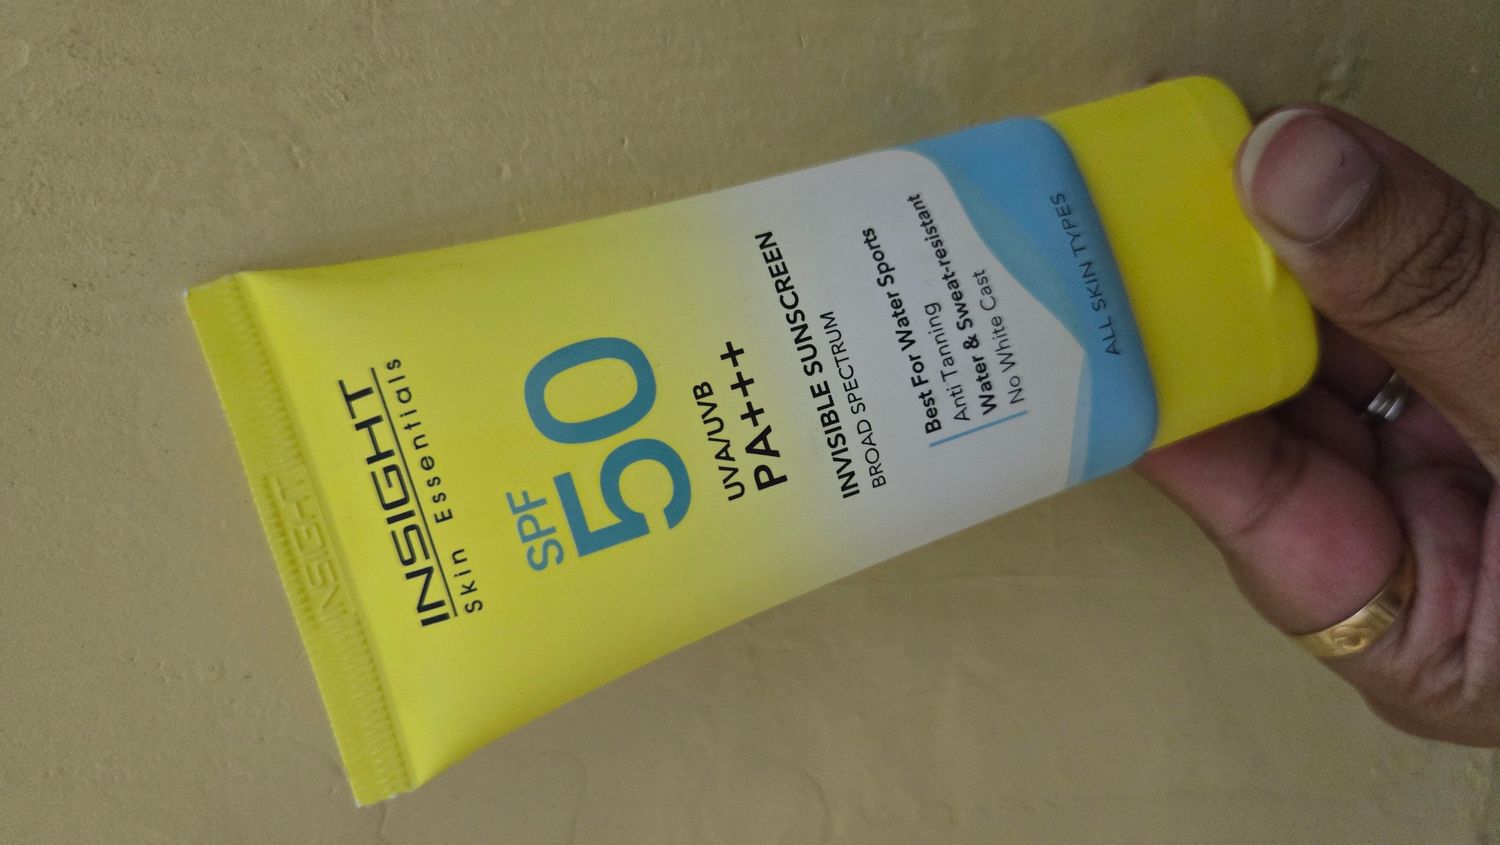 INSIGHT
INSIGHT
Skin Essentials
SPF
50
UVA/UVB
PA+++
INVISIBLE SUNSCREEN
BROAD SPECTRUM
Best For Water Sports
Anti Tanning
Water & Sweat-resistant
No White Cast
ALL SKIN TYPES